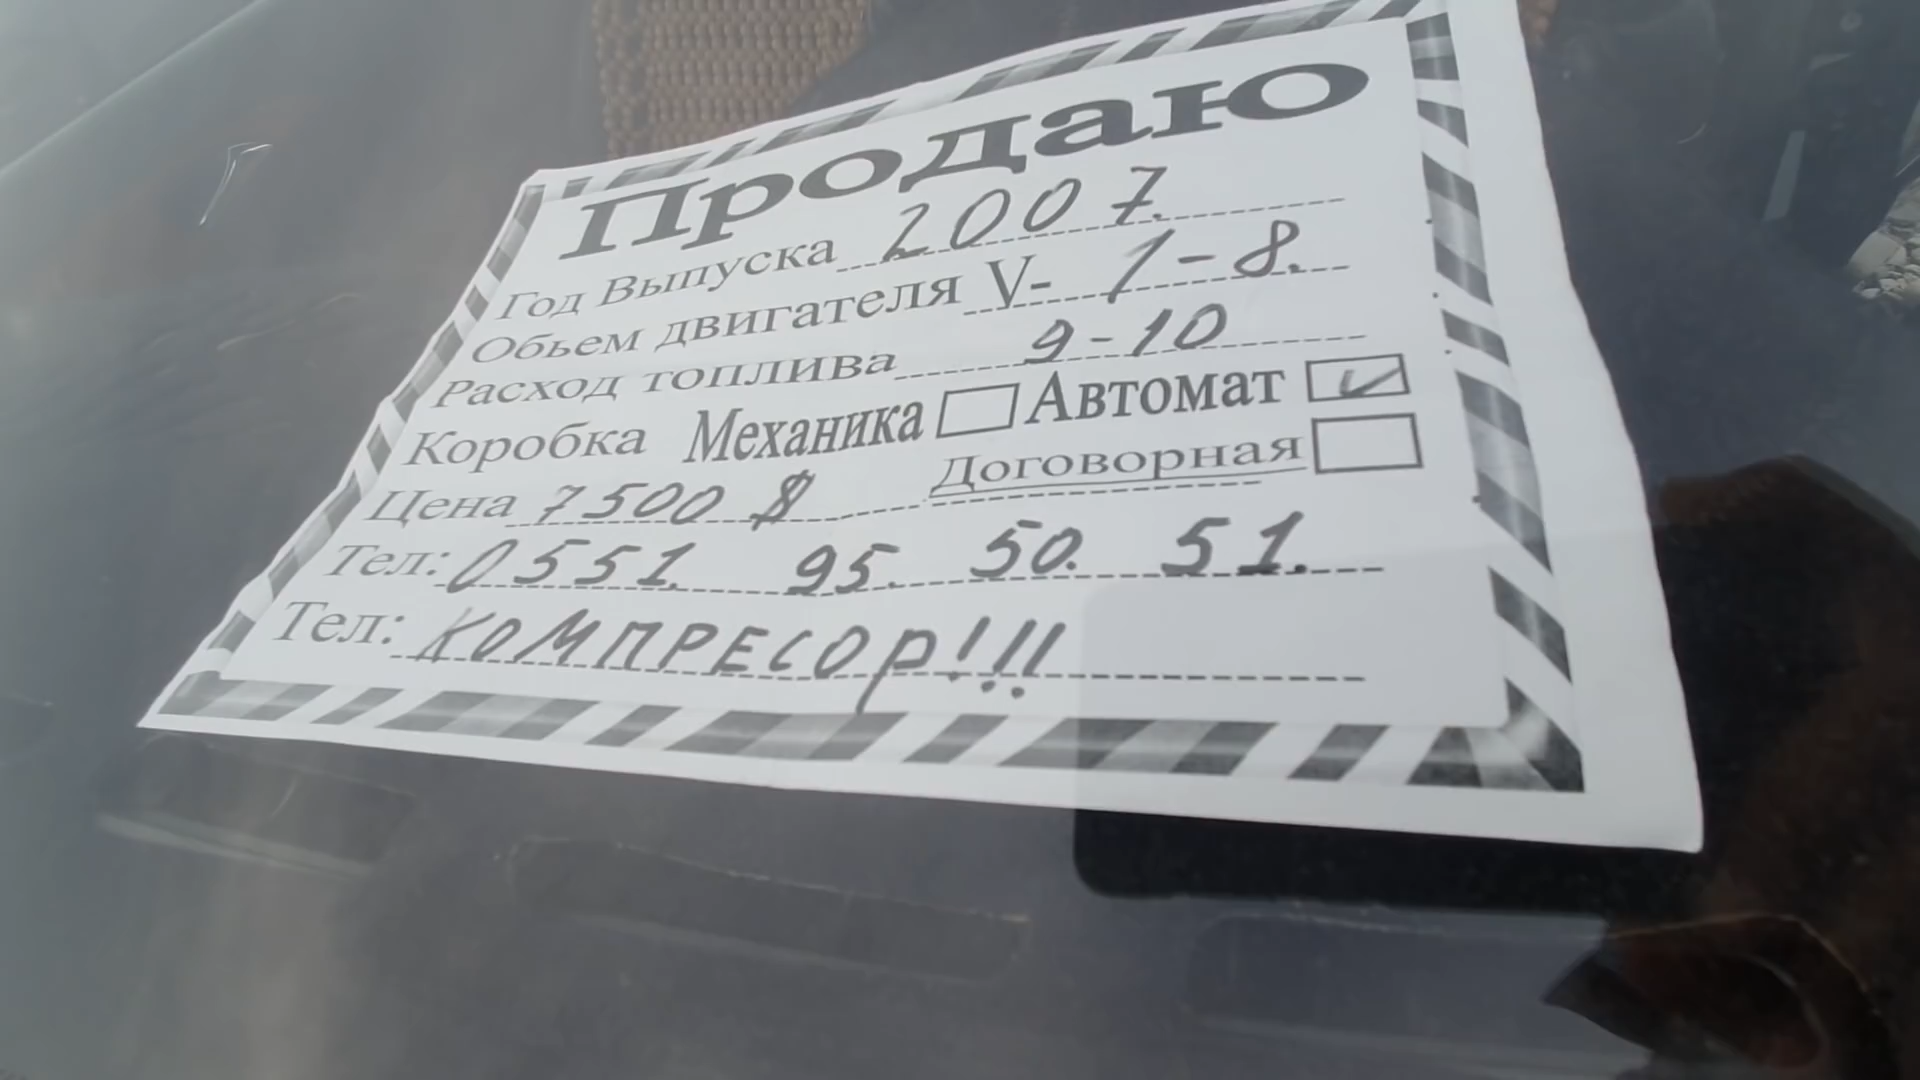 Продаю
Год Выпуска 2007.
Обьем двигателя V- 1-8.
Расход топлива 9-10
Коробка Механика Автомат
Цена 7500 $ Договорная
Тел: 0551. 95. 50. 51.
Тел: КОМПРЕСОР!!!